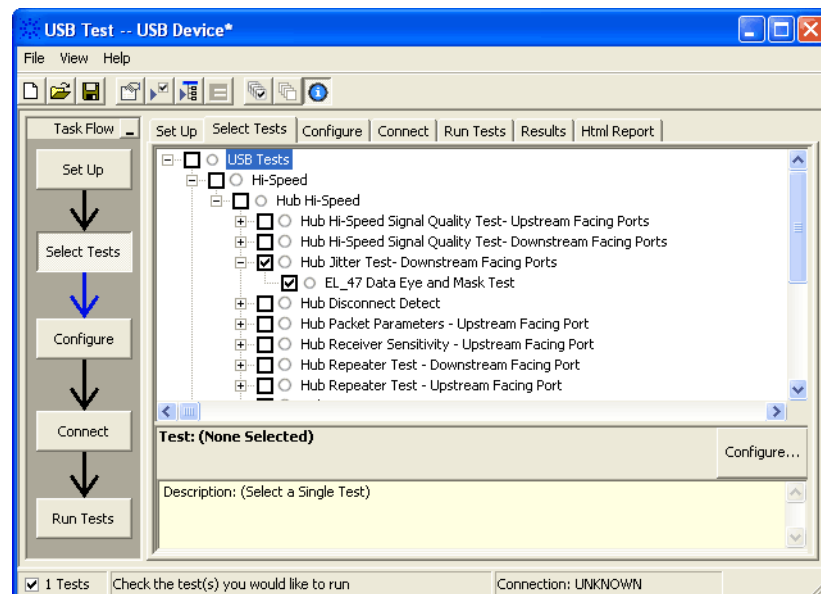 USB Test -- USB Device*
File View Help
Task Flow
Set Up
Select Tests
Configure
Connect
Run Tests
Set Up Select Tests Configure Connect Run Tests Results Html Report
USB Tests
Hi-Speed
Hub Hi-Speed
Hub Hi-Speed Signal Quality Test- Upstream Facing Ports
Hub Hi-Speed Signal Quality Test- Downstream Facing Ports
Hub Jitter Test- Downstream Facing Ports
EL_47 Data Eye and Mask Test
Hub Disconnect Detect
Hub Packet Parameters - Upstream Facing Port
Hub Receiver Sensitivity - Upstream Facing Port
Hub Repeater Test - Downstream Facing Port
Hub Repeater Test - Upstream Facing Port
Test: (None Selected)
Configure...
Description: (Select a Single Test)
1 Tests Check the test(s) you would like to run Connection: UNKNOWN